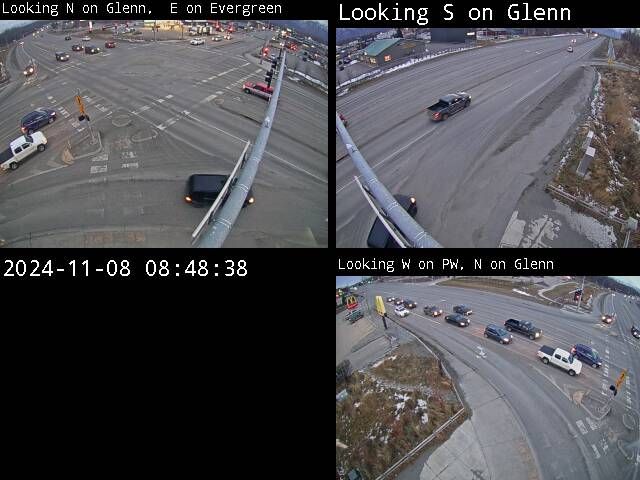 Looking N on Glenn,  E on Evergreen
Looking S on Glenn
2024-11-08 08:48:38
Looking W on PW, N on Glenn